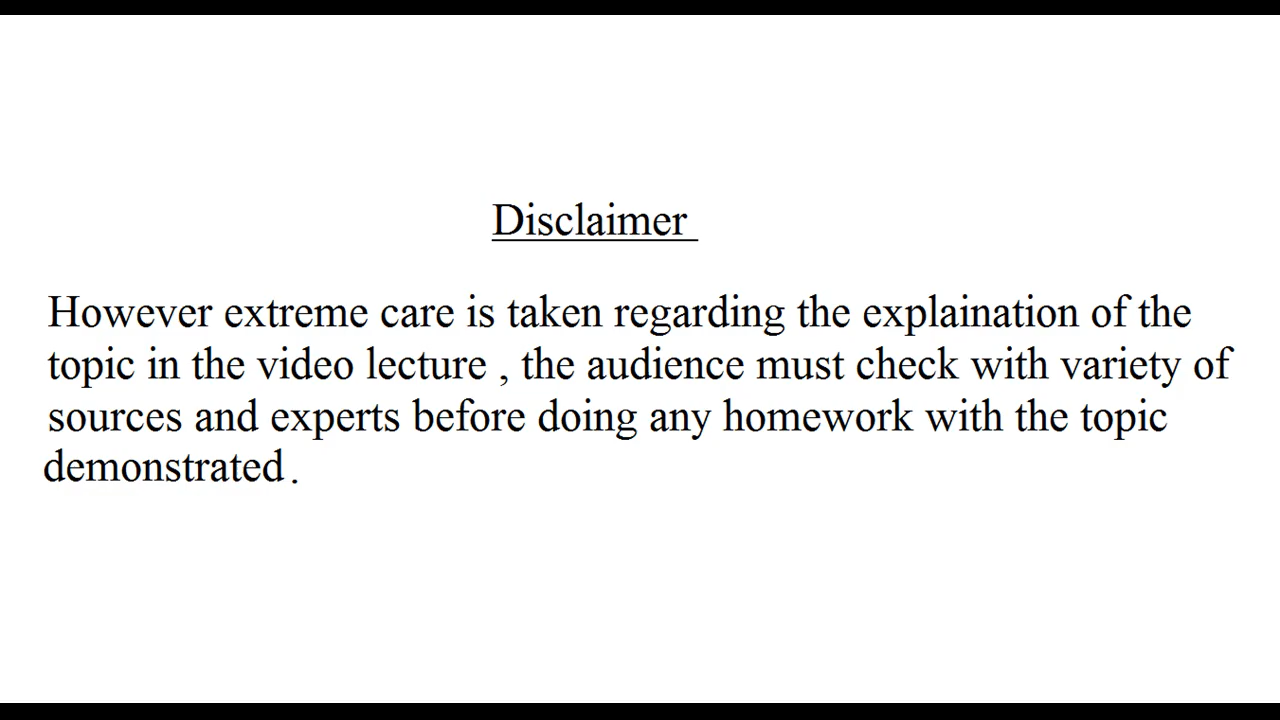 Disclaimer
However extreme care is taken regarding the explaination of the
topic in the video lecture , the audience must check with variety of
sources and experts before doing any homework with the topic
demonstrated .